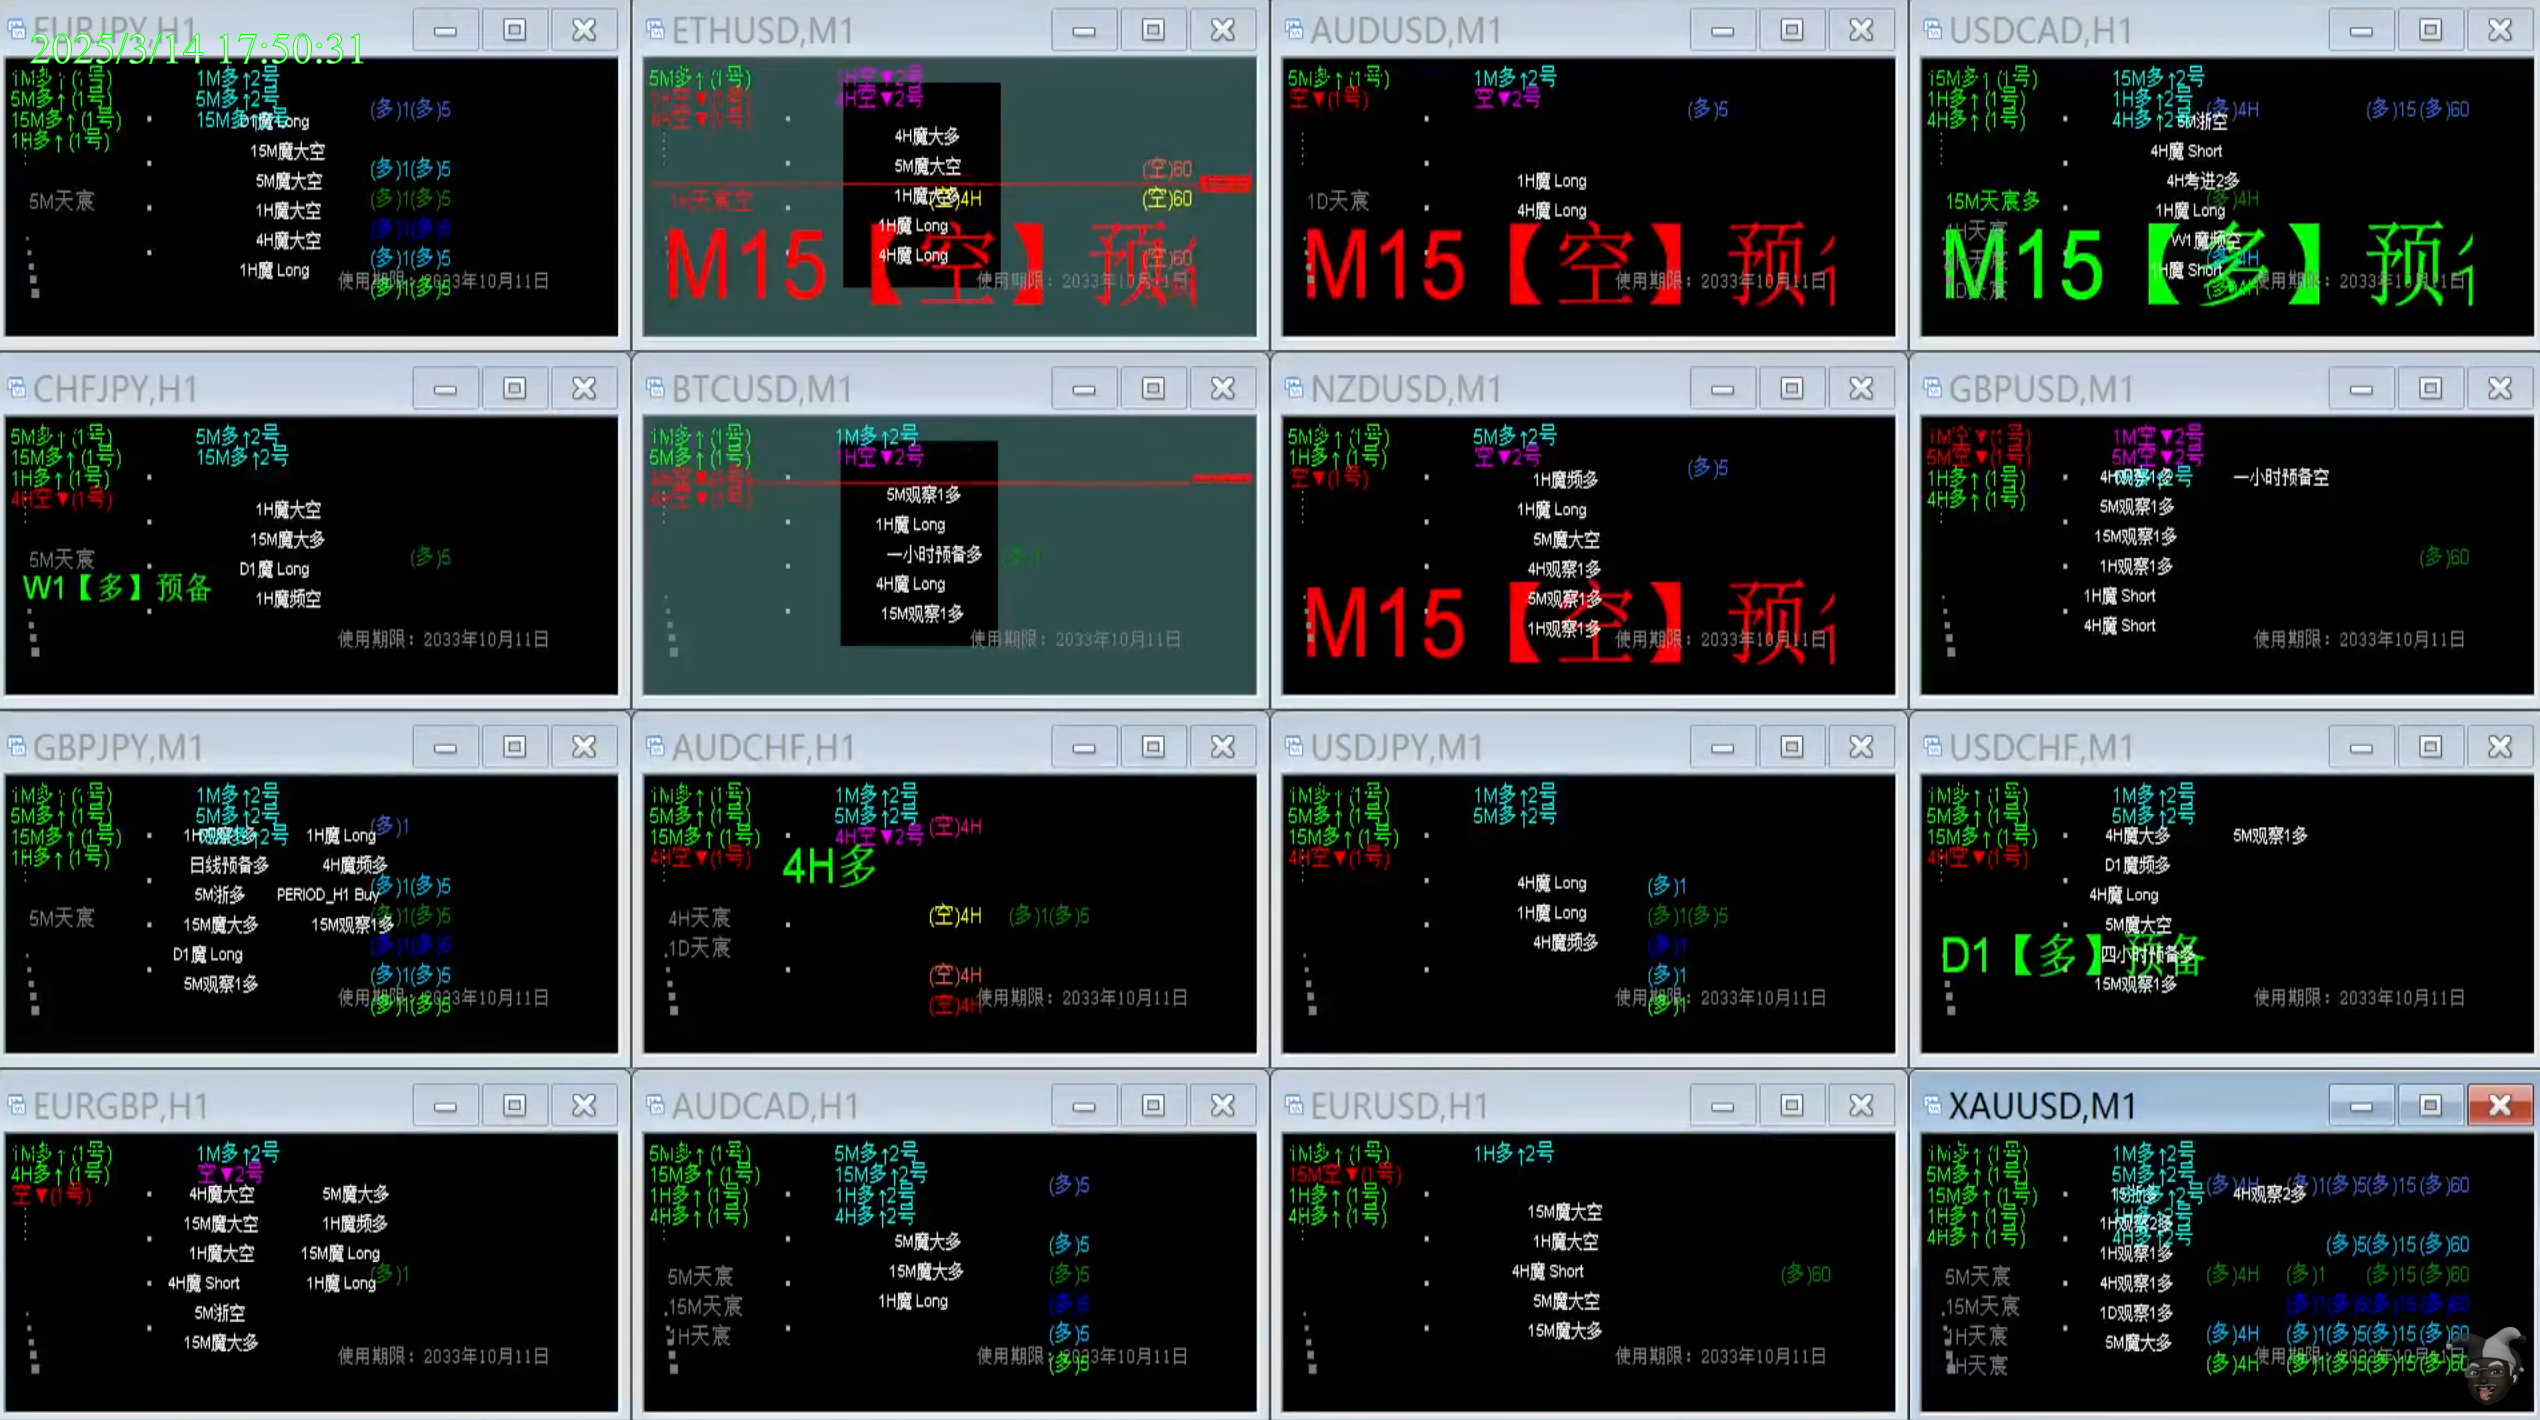 EURJPY,H1
2025/3/14 17:50:31
1M多↑(1号) 1M多↑2号
5M多↑(1号) 5M多↑2号 (多)1(多)5
15M多↑(1号) 15M多↑2号 D1魔 Long
1H多↑(1号)
15M魔大空
(多)1(多)5
5M魔大空
5M天宸 (多)1(多)5
1H魔大空
(多)1(多)5
4H魔大空
(多)1(多)5
1H魔 Long
使用期限：2033年10月11日
(多)1(多)5
ETHUSD,M1
5M多↑(1号) 1H空▼2号
1H空▼(1号) 4H空▼2号
4H空▼(1号)
4H魔大多
5M魔大空 (空)60
1H魔大多
1M天宸空 (空)4H (空)60
1H魔 Long
4H魔 Long (空)60
M15【空】预
使用期限：2033年10月11日
AUDUSD,M1
5M多↑(1号) 1M多↑2号
空▼(1号) 空▼2号 (多)5
1H魔 Long
1D天宸
4H魔 Long
M15【空】预
使用期限：2033年10月11日
USDCAD,H1
15M多↑(1号) 15M多↑2号
1H多↑(1号) 1H多↑2号 (多)4H (多)15(多)60
4H多↑(1号) 4H多↑2号 5M浙空
4H魔 Short
4H考进2多
15M天宸多 (多)4H
1H魔 Long
1H天宸 W1魔频空
(多)4H
1H魔 Short
M15【多】预
1D天宸 (多)4H
使用期限：2033年10月11日
CHFJPY,H1
5M多↑(1号) 5M多↑2号
15M多↑(1号) 15M多↑2号
1H多↑(1号)
4H空▼(1号)
1H魔大空
15M魔大多
5M天宸 (多)5
D1魔 Long
W1【多】预备
1H魔频空
使用期限：2033年10月11日
BTCUSD,M1
1M多↑(1号) 1M多↑2号
5M多↑(1号) 1H空▼2号
4H空▼(1号)
5M观察1多
1H魔 Long
一小时预备多
4H魔 Long
15M观察1多
使用期限：2033年10月11日
NZDUSD,M1
5M多↑(1号) 5M多↑2号
1H多↑(1号) 空▼2号 (多)5
空▼(1号) 1H魔频多
1H魔 Long
5M魔大空
4H观察1多
5M观察1多
1H观察1多
M15【空】预
使用期限：2033年10月11日
GBPUSD,M1
1M空▼(1号) 1M空▼2号
5M空▼(1号) 5M空▼2号
1H多↑(1号) 4H观察1多 一小时预备空
4H多↑(1号)
5M观察1多
15M观察1多
(多)60
1H观察1多
1H魔 Short
4H魔 Short
使用期限：2033年10月11日
GBPJPY,M1
1M多↑(1号) 1M多↑2号
5M多↑(1号) 5M多↑2号 (多)1
15M多↑(1号) 1H观察1多 1H魔 Long
1H多↑(1号)
日线预备多 4H魔频多
(多)1(多)5
5M浙多 PERIOD_H1 Buy
5M天宸 (多)1(多)5
15M魔大多 15M观察1多
(多)1(多)5
D1魔 Long
(多)1(多)5
5M观察1多
使用期限：2033年10月11日
(多)1(多)5
AUDCHF,H1
1M多↑(1号) 1M多↑2号
5M多↑(1号) 5M多↑2号
15M多↑(1号) 4H空▼2号 (空)4H
4H空▼(1号) 4H多
4H天宸 (空)4H (多)1(多)5
1D天宸
(空)4H
(空)4H
使用期限：2033年10月11日
USDJPY,M1
1M多↑(1号) 1M多↑2号
5M多↑(1号) 5M多↑2号
15M多↑(1号)
4H空▼(1号)
4H魔 Long (多)1
1H魔 Long (多)1(多)5
4H魔频多 (多)1
(多)1
使用期限：2033年10月11日
(多)1
USDCHF,M1
1M多↑(1号) 1M多↑2号
5M多↑(1号) 5M多↑2号
15M多↑(1号) 4H魔大多 5M观察1多
4H空▼(1号)
D1魔频多
4H魔 Long
5M魔大空
D1【多】预备
四小时预备多
15M观察1多
使用期限：2033年10月11日
EURGBP,H1
1M多↑(1号) 1M多↑2号
4H多↑(1号) 空▼2号
空▼(1号) 4H魔大空 5M魔大多
15M魔大空 1H魔频多
1H魔大空 15M魔 Long
(多)1
4H魔 Short 1H魔 Long
5M浙空
15M魔大多
使用期限：2033年10月11日
AUDCAD,H1
5M多↑(1号) 5M多↑2号
15M多↑(1号) 15M多↑2号 (多)5
1H多↑(1号) 1H多↑2号
4H多↑(1号) 4H多↑2号
5M魔大多 (多)5
5M天宸 15M魔大多 (多)5
15M天宸 1H魔 Long (多)5
1H天宸 (多)5
使用期限：2033年10月11日
(多)5
EURUSD,H1
1M多↑(1号) 1H多↑2号
15M空▼(1号)
1H多↑(1号)
4H多↑(1号) 15M魔大空
1H魔大空
4H魔 Short (多)60
5M魔大空
15M魔大多
使用期限：2033年10月11日
XAUUSD,M1
1M多↑(1号) 1M多↑2号
5M多↑(1号) 5M多↑2号 (多)4H (多)1(多)5(多)15(多)60
15M多↑(1号) 4H观察2多
1H多↑(1号) 1H观察2多
4H多↑(1号) 4H多↑2号 (多)5(多)15(多)60
1H观察1多
5M天宸 (多)4H (多)1 (多)15(多)60
4H观察1多
15M天宸 (多)1(多)5(多)15(多)60
1D观察1多
1H天宸 (多)4H (多)1(多)5(多)15(多)60
5M魔大多
使用期限：2033年10月11日
4H天宸 (多)4H (多)1(多)5(多)15(多)60